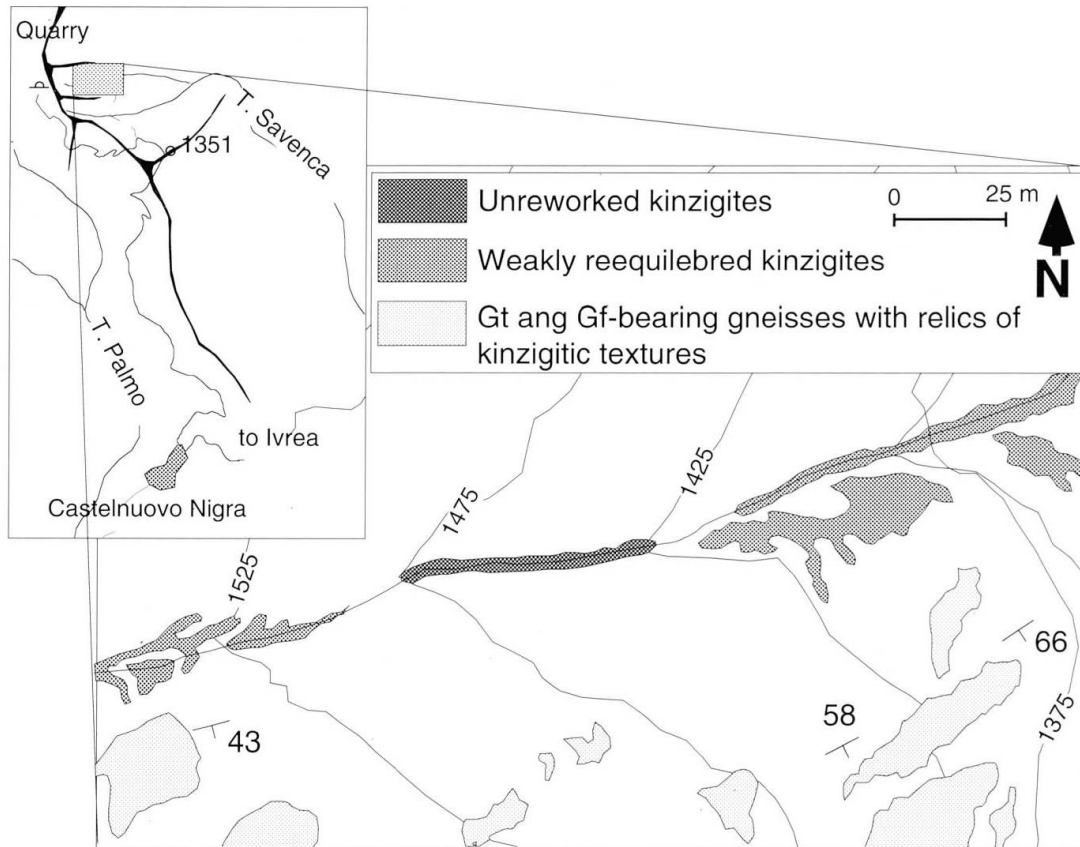 Quarry
T. Savenca
1351
T. Palmo
to Ivrea
Castelnuovo Nigra
Unreworked kinzigites
Weakly reequilebred kinzigites
Gt ang Gf-bearing gneisses with relics of
kinzigitic textures
0 25 m
N
1425
1475
1525
66
58
1375
43